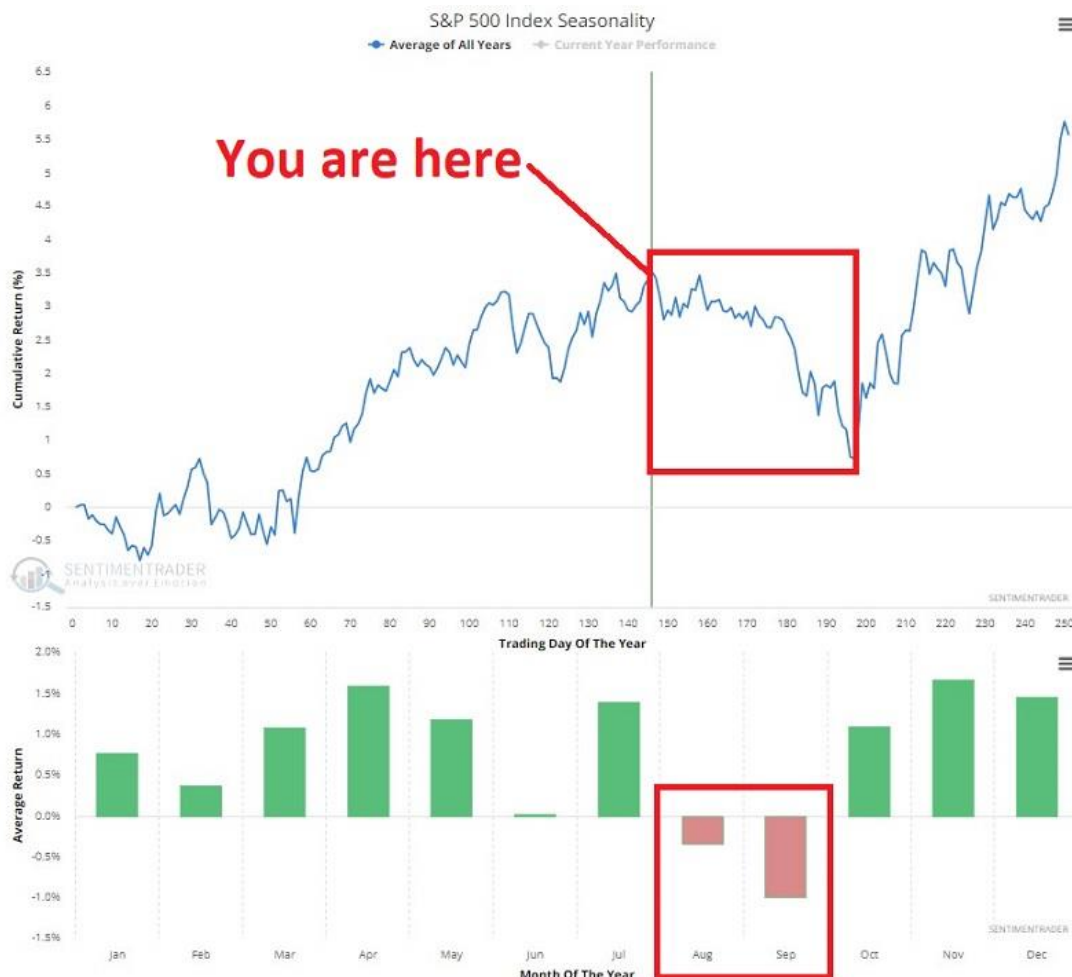 S&P 500 Index Seasonality
Average of All Years Current Year Performance
6.5
6
5.5
5
4.5
4
3.5
3
2.5
2
1.5
1
0.5
0
-0.5
-1
-1.5
Cumulative Return (%)
You are here
SENTIMENTRADER
Analysis over Emotion
SENTIMENTRADER
0 10 20 30 40 50 60 70 80 90 100 110 120 130 140 150 160 170 180 190 200 210 220 230 240 250
Trading Day Of The Year
2.0%
1.5%
1.0%
0.5%
0.0%
-0.5%
-1.0%
-1.5%
Average Return
SENTIMENTRADER
Jan Feb Mar Apr May Jun Jul Aug Sep Oct Nov Dec
Month Of The Year